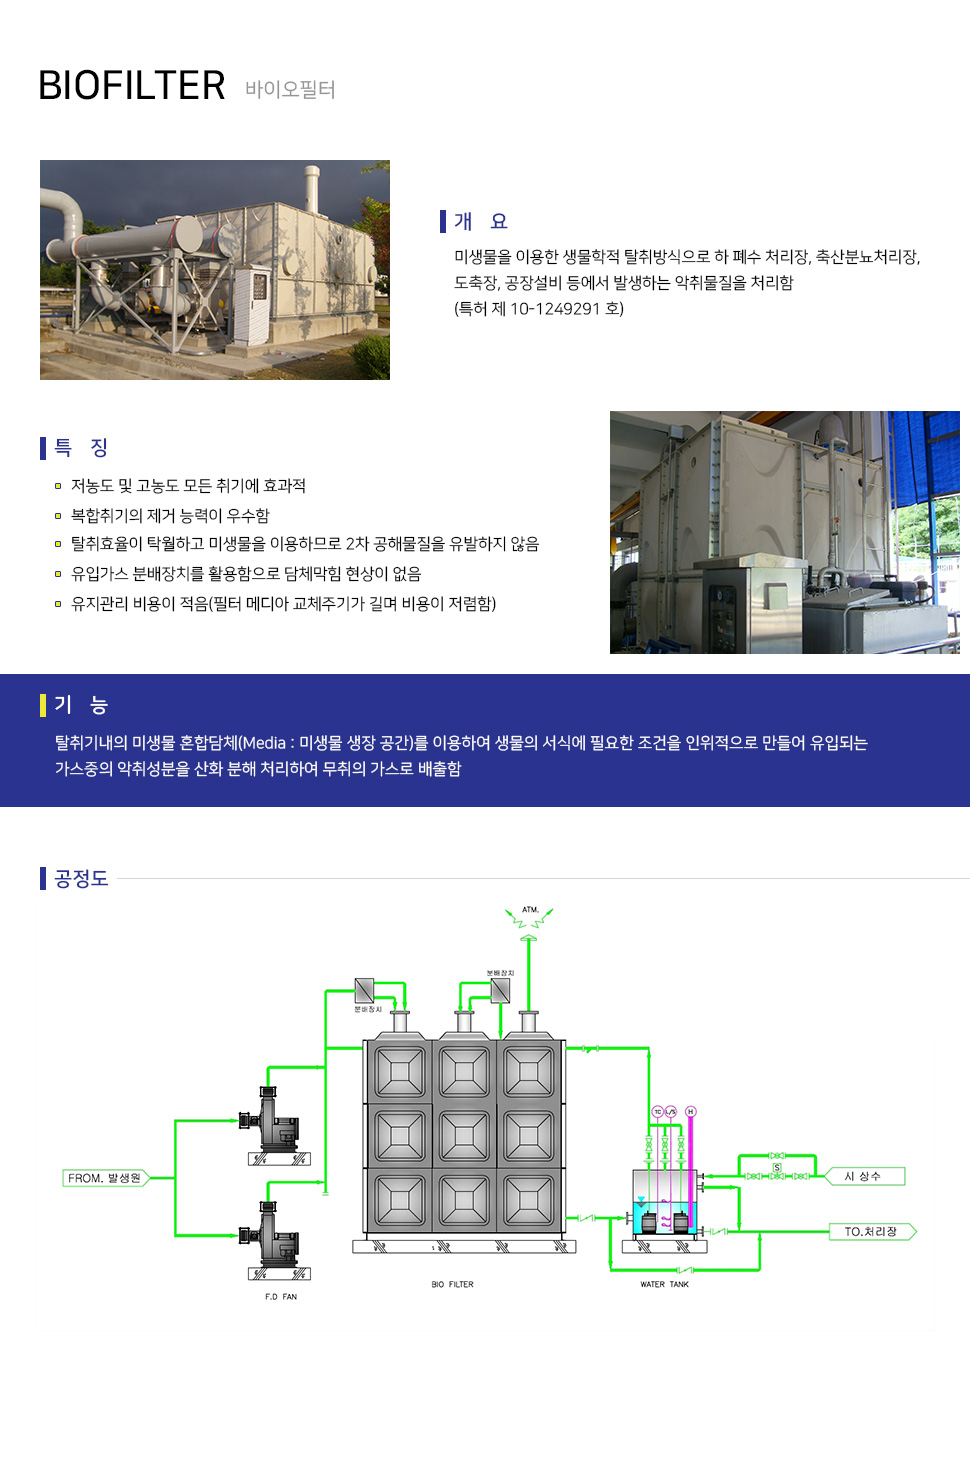 BIOFILTER 바이오필터
개 요
미생물을 이용한 생물학적 탈취방식으로 하 폐수 처리장, 축산분뇨처리장,
도축장, 공장설비 등에서 발생하는 악취물질을 처리함
(특허 제 10-1249291 호)
특 징
저농도 및 고농도 모든 취기에 효과적
복합취기의 제거 능력이 우수함
탈취효율이 탁월하고 미생물을 이용하므로 2차 공해물질을 유발하지 않음
유입가스 분배장치를 활용함으로 담체막힘 현상이 없음
유지관리 비용이 적음(필터 메디아 교체주기가 길며 비용이 저렴함)
기 능
탈취기내의 미생물 혼합담체(Media : 미생물 생장 공간)를 이용하여 생물의 서식에 필요한 조건을 인위적으로 만들어 유입되는
가스중의 악취성분을 산화 분해 처리하여 무취의 가스로 배출함
공정도
ATM.
분배장치
분배장치
TC L/S H
FROM. 발생원
S
시 상수
TO.처리장
BIO FILTER
WATER TANK
F.D FAN